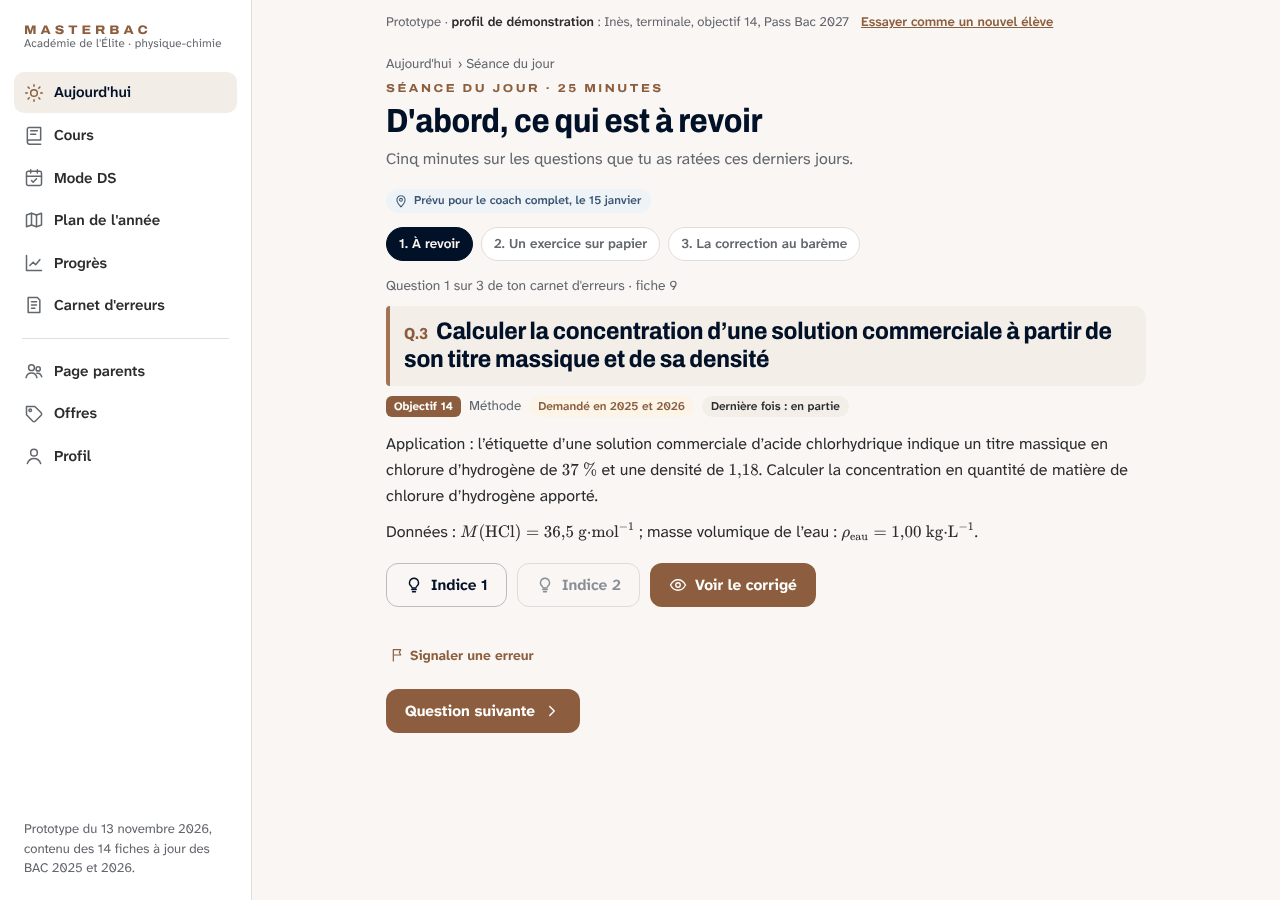 MASTERBAC
Académie de l'Élite · physique-chimie
Aujourd'hui
Cours
Mode DS
Plan de l'année
Progrès
Carnet d'erreurs
Page parents
Offres
Profil
Prototype du 13 novembre 2026,
contenu des 14 fiches à jour des
BAC 2025 et 2026.
Prototype · profil de démonstration : Inès, terminale, objectif 14, Pass Bac 2027 Essayer comme un nouvel élève
Aujourd'hui › Séance du jour
SÉANCE DU JOUR · 25 MINUTES
D'abord, ce qui est à revoir
Cinq minutes sur les questions que tu as ratées ces derniers jours.
Prévu pour le coach complet, le 15 janvier
1. À revoir 2. Un exercice sur papier 3. La correction au barème
Question 1 sur 3 de ton carnet d'erreurs · fiche 9
Q.3 Calculer la concentration d’une solution commerciale à partir de
son titre massique et de sa densité
Objectif 14 Méthode Demandé en 2025 et 2026 Dernière fois : en partie
Application : l’étiquette d’une solution commerciale d’acide chlorhydrique indique un titre massique en
chlorure d’hydrogène de 37 % et une densité de 1,18. Calculer la concentration en quantité de matière de
chlorure d’hydrogène apporté.
Données : M(HCl) = 36,5 g·mol⁻¹ ; masse volumique de l’eau : ρeau = 1,00 kg·L⁻¹.
Indice 1 Indice 2 Voir le corrigé
Signaler une erreur
Question suivante